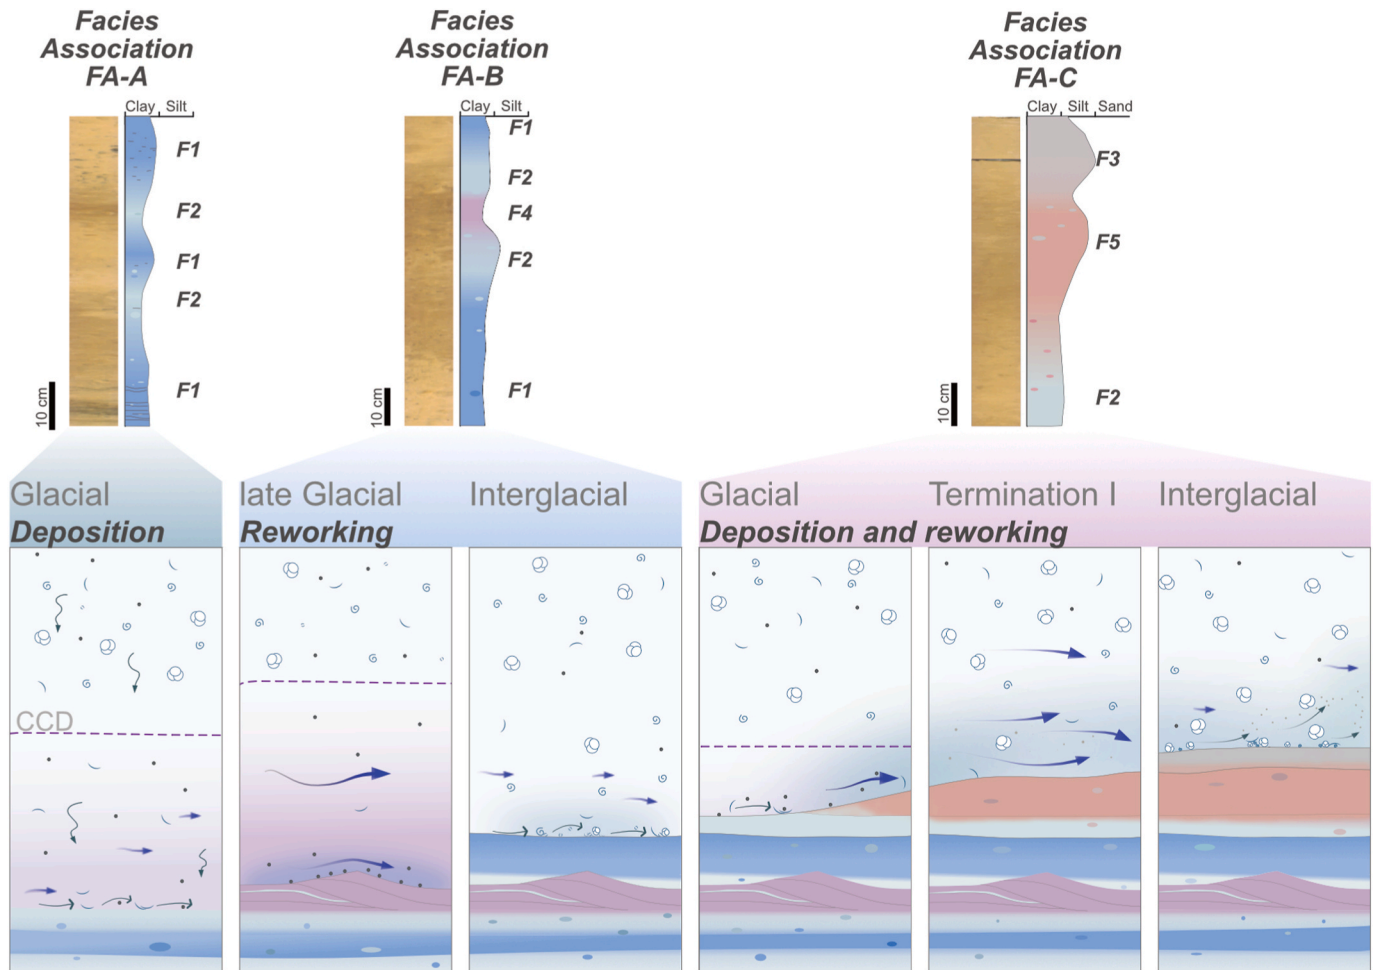 Facies
Association
FA-A
Clay Silt
F1
F2
F1
F2
F1
10 cm
Facies
Association
FA-B
Clay Silt
F1
F2
F4
F2
F1
10 cm
Facies
Association
FA-C
Clay Silt Sand
F3
F5
F2
10 cm
Glacial
Deposition
late Glacial
Reworking
Interglacial
Glacial
Termination I
Interglacial
Deposition and reworking
CCD